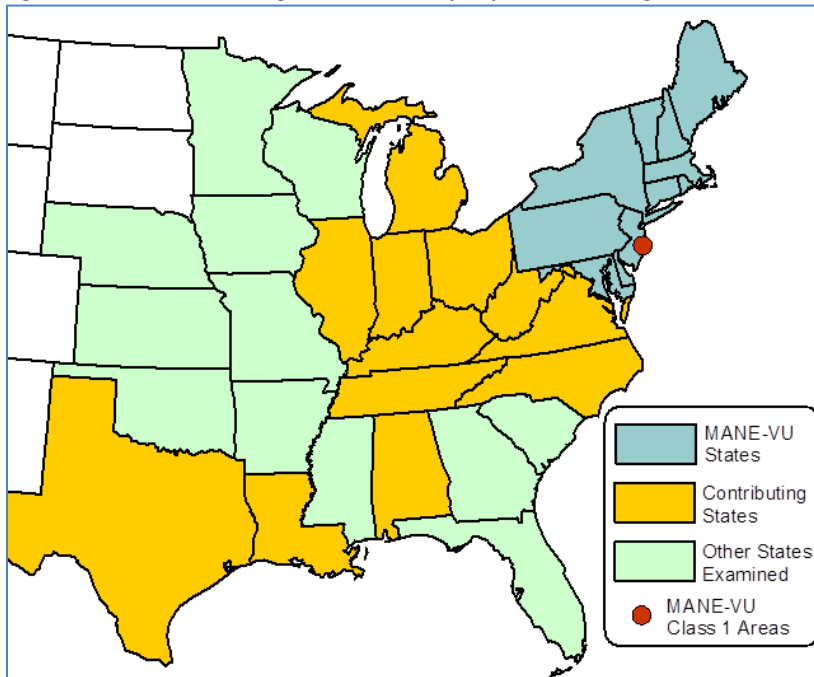 MANE-VU
States
Contributing
States
Other States
Examined
MANE-VU
Class 1 Areas